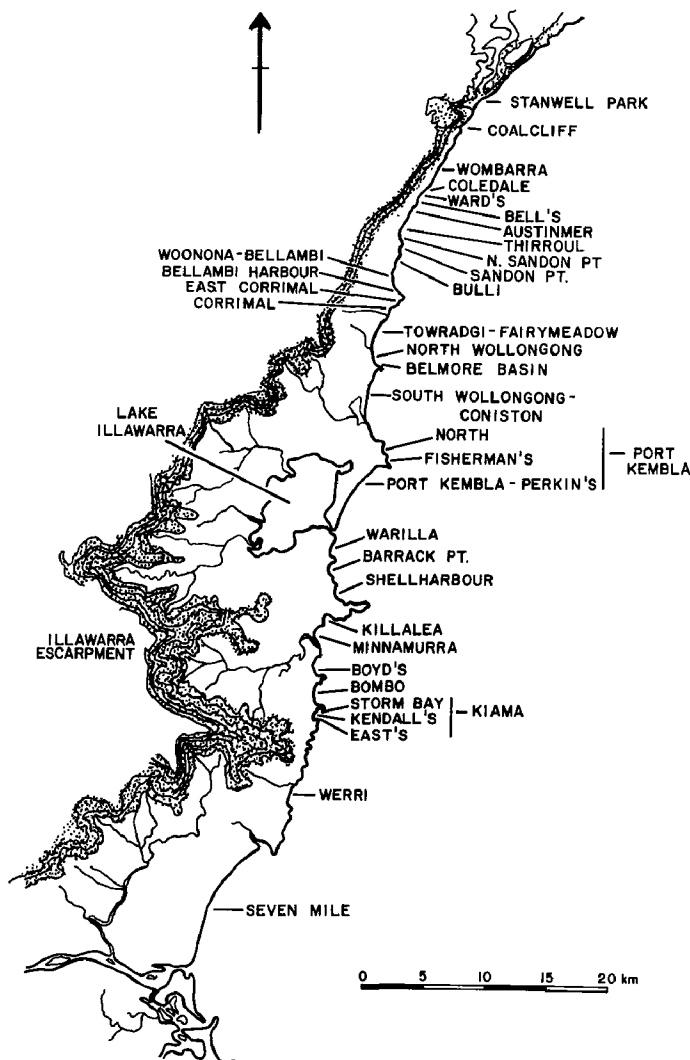 STANWELL PARK
COALCLIFF
WOMBARRA
COLEDALE
WARD'S
BELL'S
AUSTINMER
THIRROUL
N. SANDON PT
SANDON PT.
BULLI
WOONONA-BELLAMBI
BELLAMBI HARBOUR
EAST CORRIMAL
CORRIMAL
TOWRADGI-FAIRYMEADOW
NORTH WOLLONGONG
BELMORE BASIN
SOUTH WOLLONGONG-
CONISTON
LAKE
ILLAWARRA
NORTH
FISHERMAN'S
PORT KEMBLA-PERKIN'S
PORT
KEMBLA
WARILLA
BARRACK PT.
SHELLHARBOUR
KILLALEA
MINNAMURRA
ILLAWARRA
ESCARPMENT
BOYD'S
BOMBO
STORM BAY
KENDALL'S
EAST'S
KIAMA
WERRI
SEVEN MILE
0 5 10 15 20 km